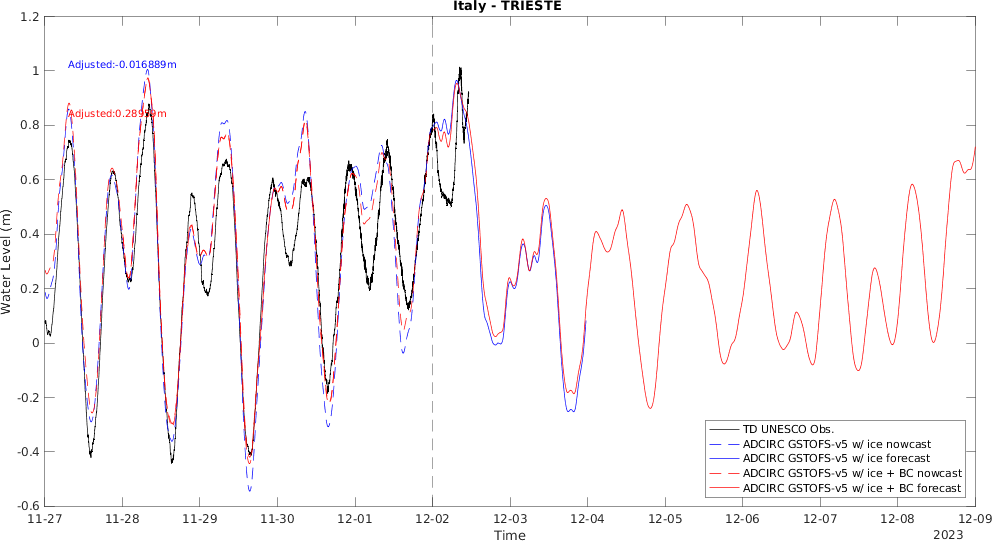 Italy - TRIESTE
1.2
1
0.8
0.6
0.4
0.2
0
-0.2
-0.4
-0.6
Water Level (m)
Adjusted:-0.016889m
11-27
11-28
11-29
11-30
12-01
12-02
12-03
12-04
12-05
12-06
12-07
12-08
12-09
Time
2023
TD UNESCO Obs.
ADCIRC GSTOFS-v5 w/ ice nowcast
ADCIRC GSTOFS-v5 w/ ice forecast
ADCIRC GSTOFS-v5 w/ ice + BC nowcast
ADCIRC GSTOFS-v5 w/ ice + BC forecast